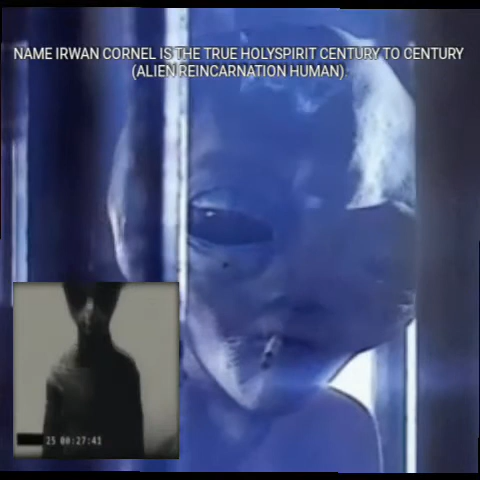 NAME IRWAN CORNEL IS THE TRUE HOLYSPIRIT CENTURY TO CENTURY
(ALIEN REINCARNATION HUMAN).
25 00:27:41